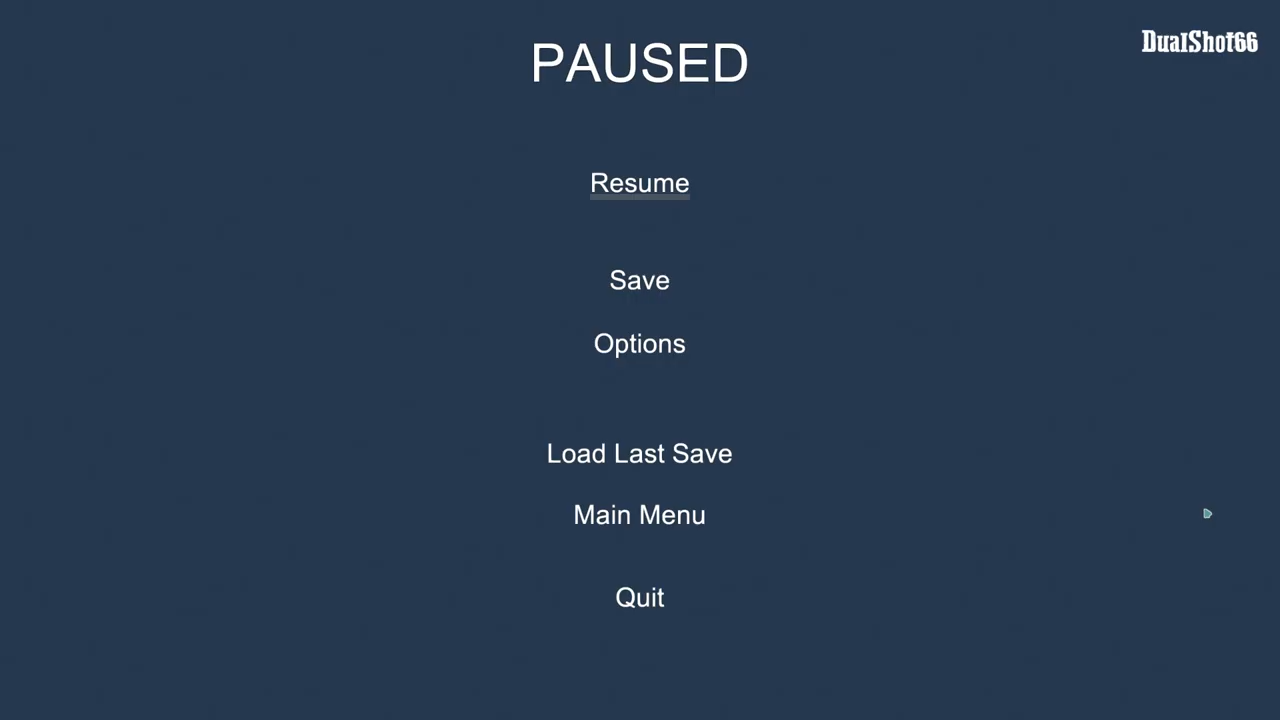 PAUSED
DualShot66
Resume
Save
Options
Load Last Save
Main Menu
Quit